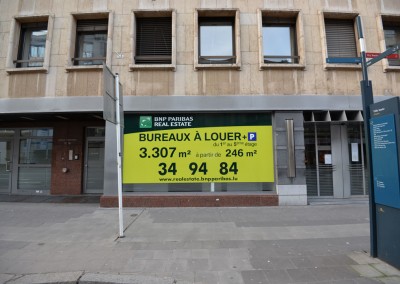 BNP PARIBAS
REAL ESTATE
BUREAUX À LOUER + P
du 1er au 5ème étage
3.307 m² à partir de 246 m²
34 94 84
www.realestate.bnpparibas.lu